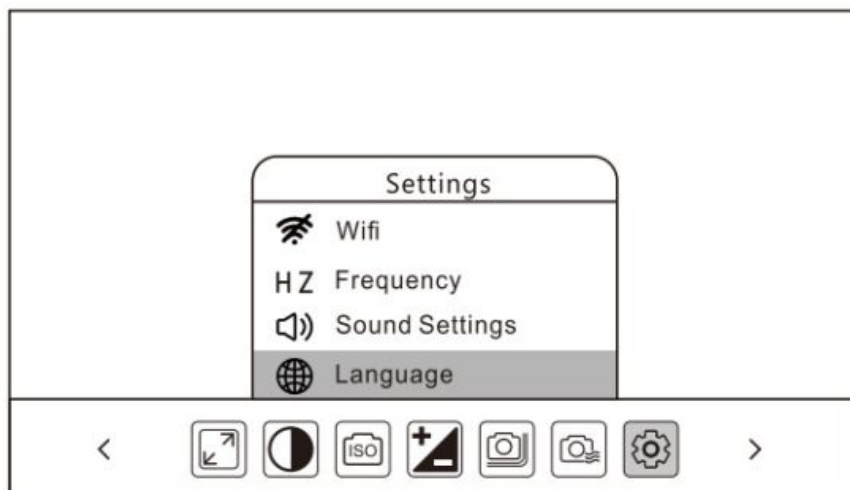 Settings
Wifi
HZ Frequency
Sound Settings
Language
ISO